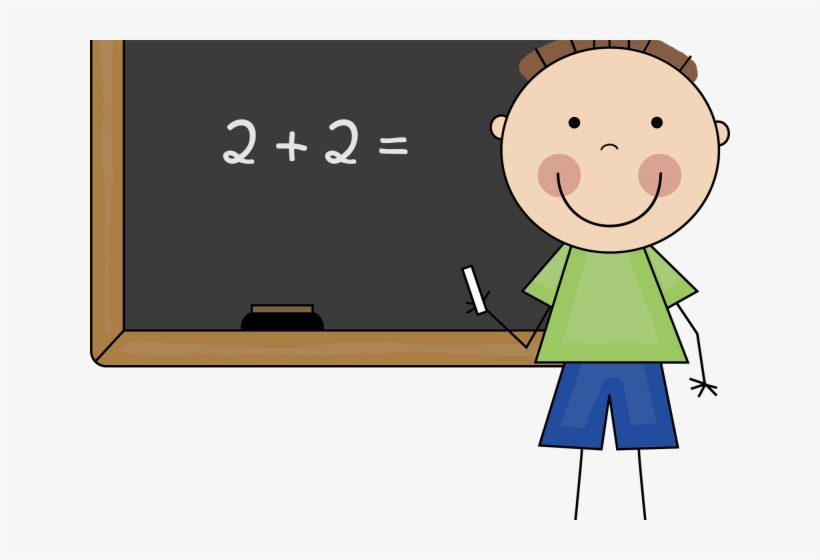 2 + 2 =